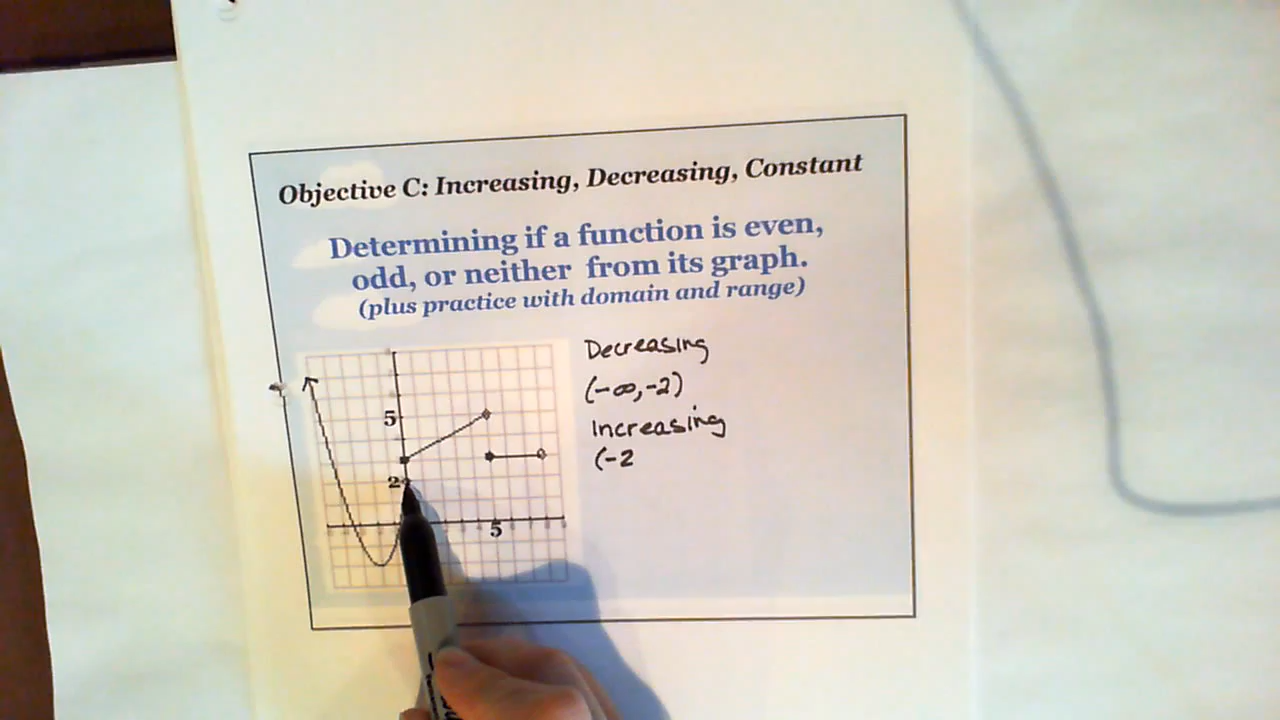 Objective C: Increasing, Decreasing, Constant
Determining if a function is even,
odd, or neither from its graph.
(plus practice with domain and range)
Decreasing
(-∞,-2)
Increasing
(-2
5
2
5